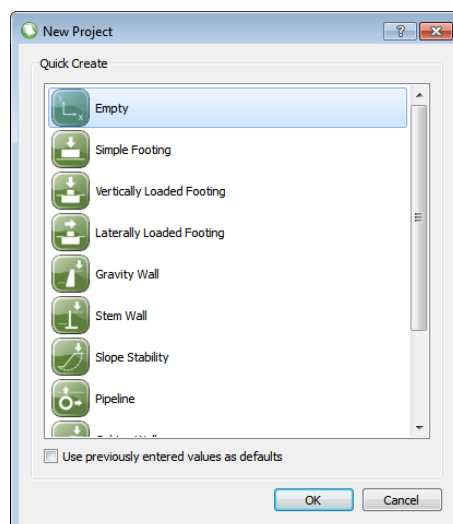 New Project
Quick Create
Empty
Simple Footing
Vertically Loaded Footing
Laterally Loaded Footing
Gravity Wall
Stem Wall
Slope Stability
Pipeline
Use previously entered values as defaults
OK
Cancel